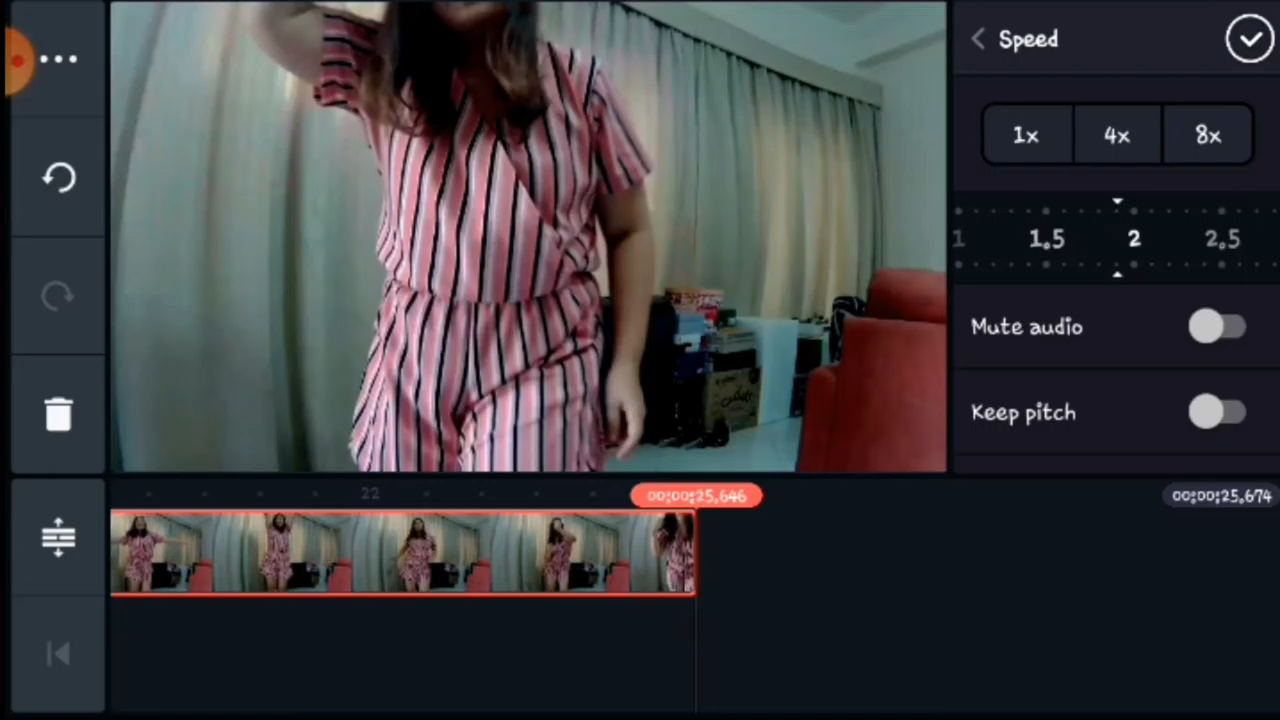 Speed
1x 4x 8x
1 1.5 2 2.5
Mute audio
Keep pitch
22
00:00:25.646
00:00:25.674